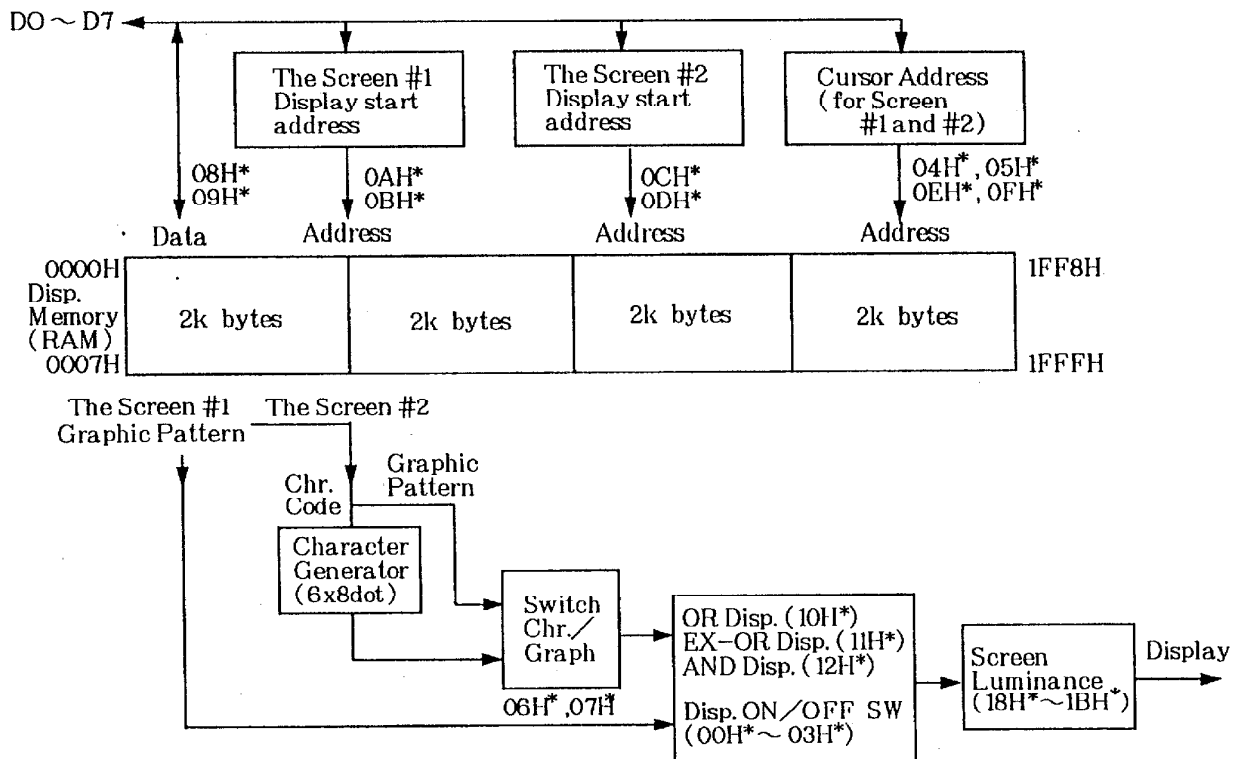 D0～D7
The Screen #1
Display start
address
The Screen #2
Display start
address
Cursor Address
(for Screen
#1 and #2)
08H*
09H*
0AH*
0BH*
0CH*
0DH*
04H*, 05H*
0EH*, 0FH*
Data
Address
Address
Address
0000H
Disp.
Memory
(RAM)
0007H
2k bytes
2k bytes
2k bytes
2k bytes
1FF8H
1FFFH
The Screen #1
Graphic Pattern
The Screen #2
Chr.
Code
Graphic
Pattern
Character
Generator
(6x8dot)
Switch
Chr./
Graph
06H*, 07H*
OR Disp. (10H*)
EX-OR Disp. (11H*)
AND Disp. (12H*)
Disp. ON/OFF SW
(00H*～03H*)
Screen
Luminance
(18H*～1BH*)
Display